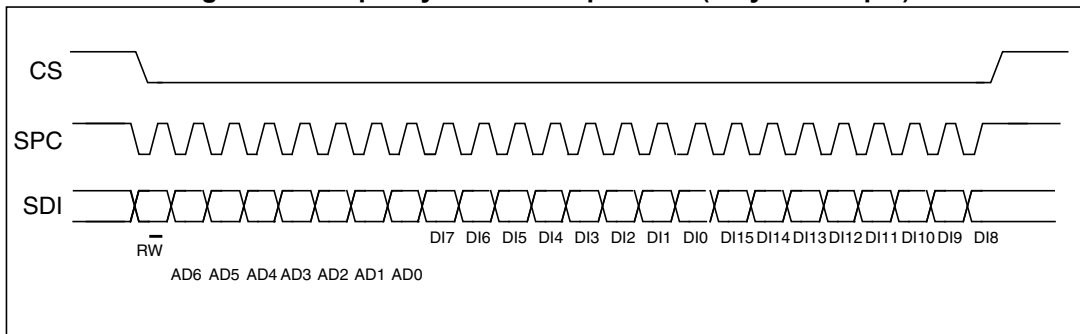 CS
SPC
SDI
RW
DI7 DI6 DI5 DI4 DI3 DI2 DI1 DI0 DI15 DI14 DI13 DI12 DI11 DI10 DI9 DI8
AD6 AD5 AD4 AD3 AD2 AD1 AD0